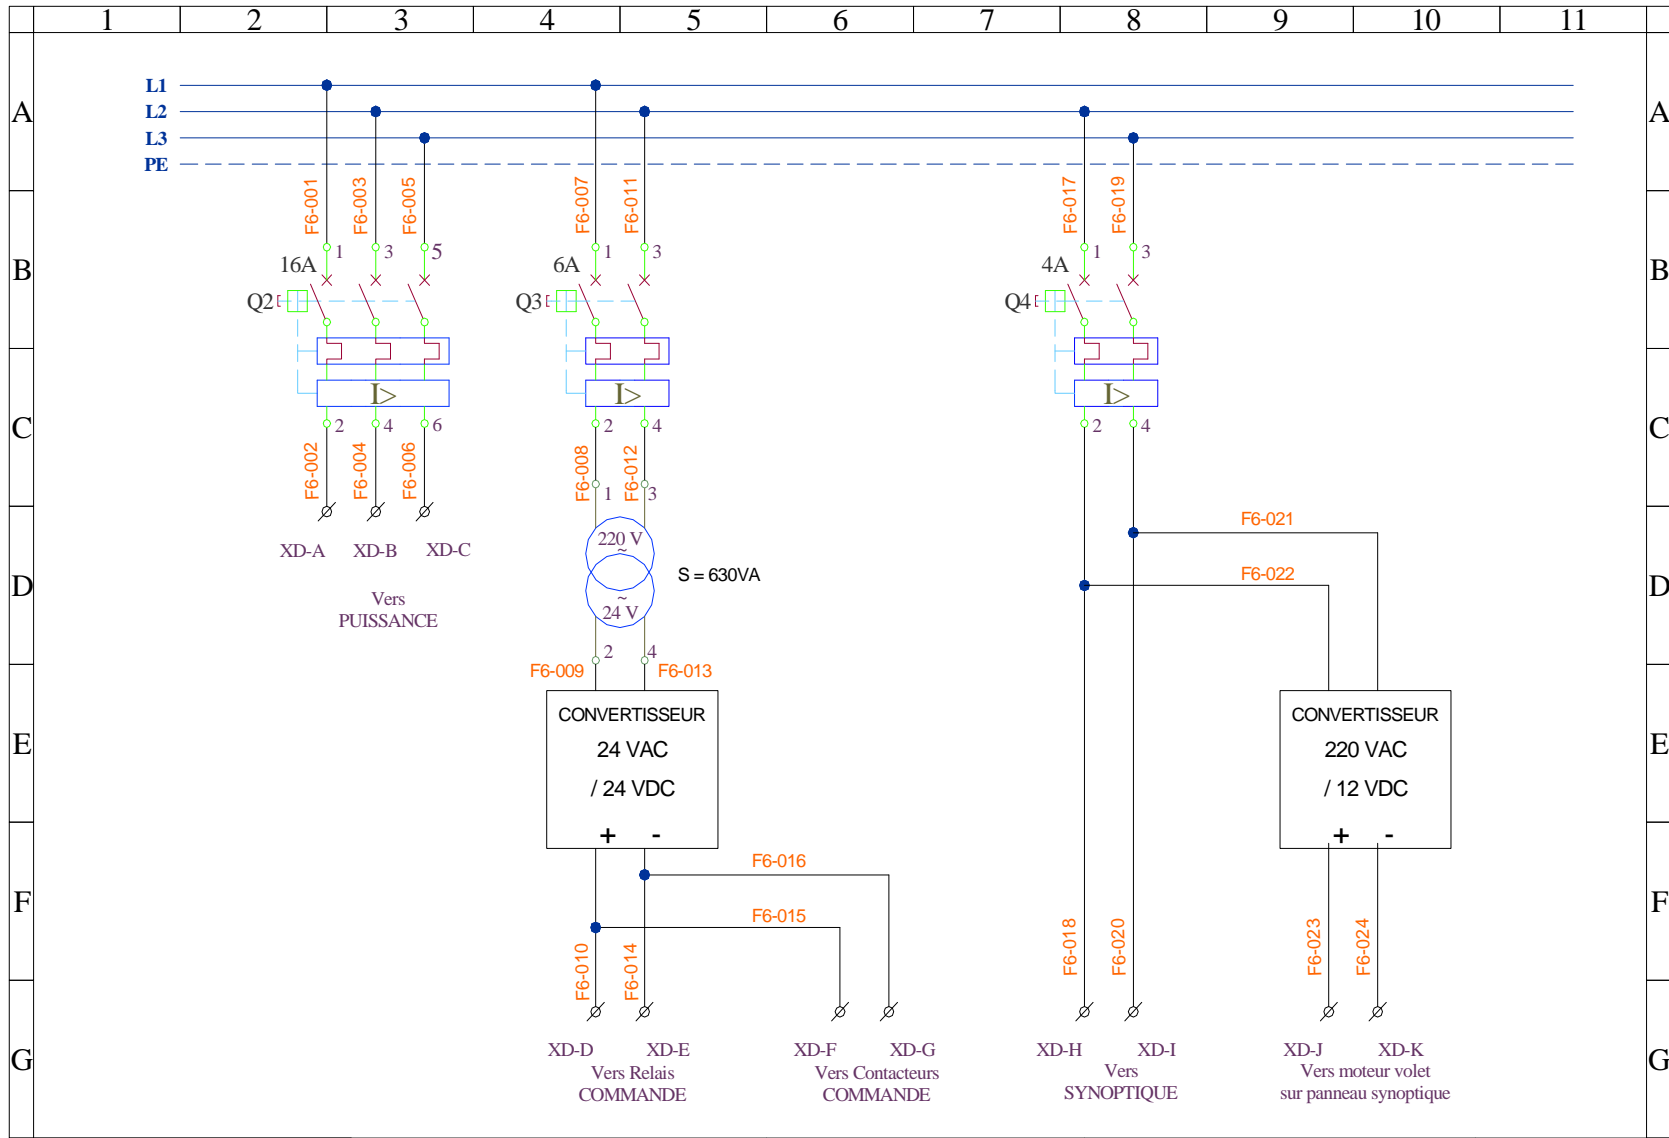 1 2 3 4 5 6 7 8 9 10 11
L1
A A
L2
L3
PE
F6-001 F6-003 F6-005 F6-007 F6-011 F6-017 F6-019
1 3 5 1 3 1 3
16A 6A 4A
B B
Q2 Q3 Q4
I> I> I>
2 4 6 2 4 2 4
C C
F6-002 F6-004 F6-006 F6-008 F6-012
1 3
F6-021
XD-A XD-B XD-C
220 V
~
S = 630VA
F6-022
D D
Vers
PUISSANCE
~
24 V
2 4
F6-009 F6-013
CONVERTISSEUR
24 VAC
/ 24 VDC
+ -
CONVERTISSEUR
220 VAC
/ 12 VDC
+ -
E E
F6-016
F F
F6-015
F6-010 F6-014 F6-018 F6-020 F6-023 F6-024
G G
XD-D XD-E
Vers Relais
COMMANDE
XD-F XD-G
Vers Contacteurs
COMMANDE
XD-H XD-I
Vers
SYNOPTIQUE
XD-J XD-K
Vers moteur volet
sur panneau synoptique